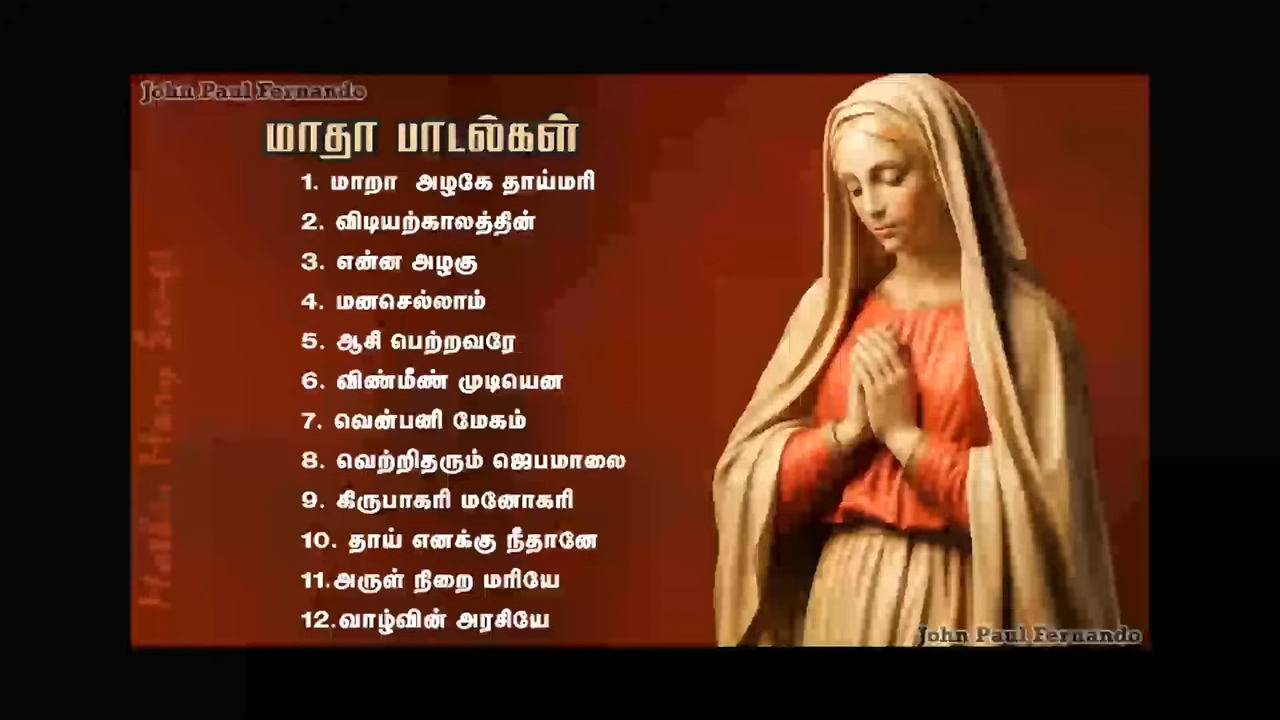 John Paul Fernando
மாதா பாடல்கள்
1. மாறா அழகே தாய்மரி
2. விடியற்காலத்தின்
3. என்ன அழகு
4. மனசெல்லாம்
5. ஆசி பெற்றவரே
6. விண்மீண் முடியென
7. வென்பனி மேகம்
8. வெற்றிதரும் ஜெபமாலை
9. கிருபாகரி மனோகரி
10. தாய் எனக்கு நீதானே
11.அருள் நிறை மரியே
12.வாழ்வின் அரசியே
John Paul Fernando